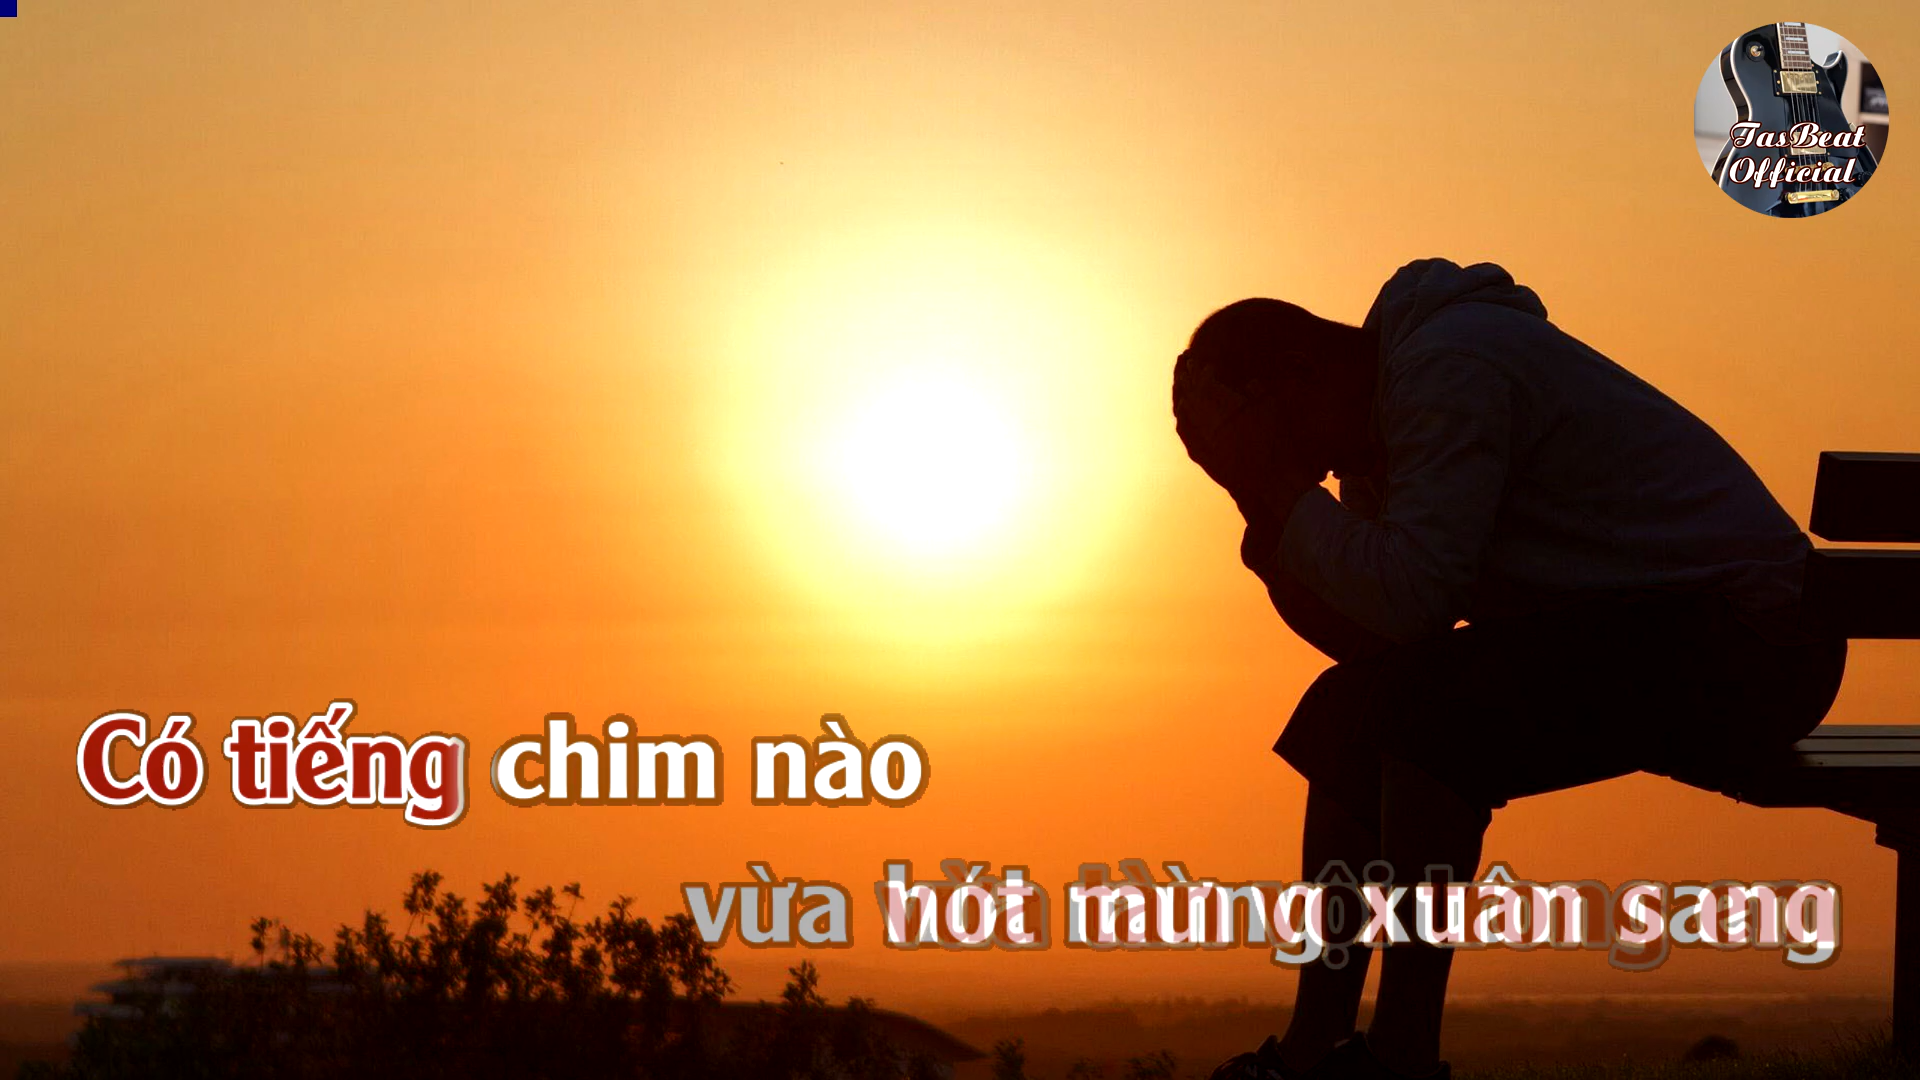 TasBeat
Official
Có tiếng chim nào
vừa hót mừng xuân sang